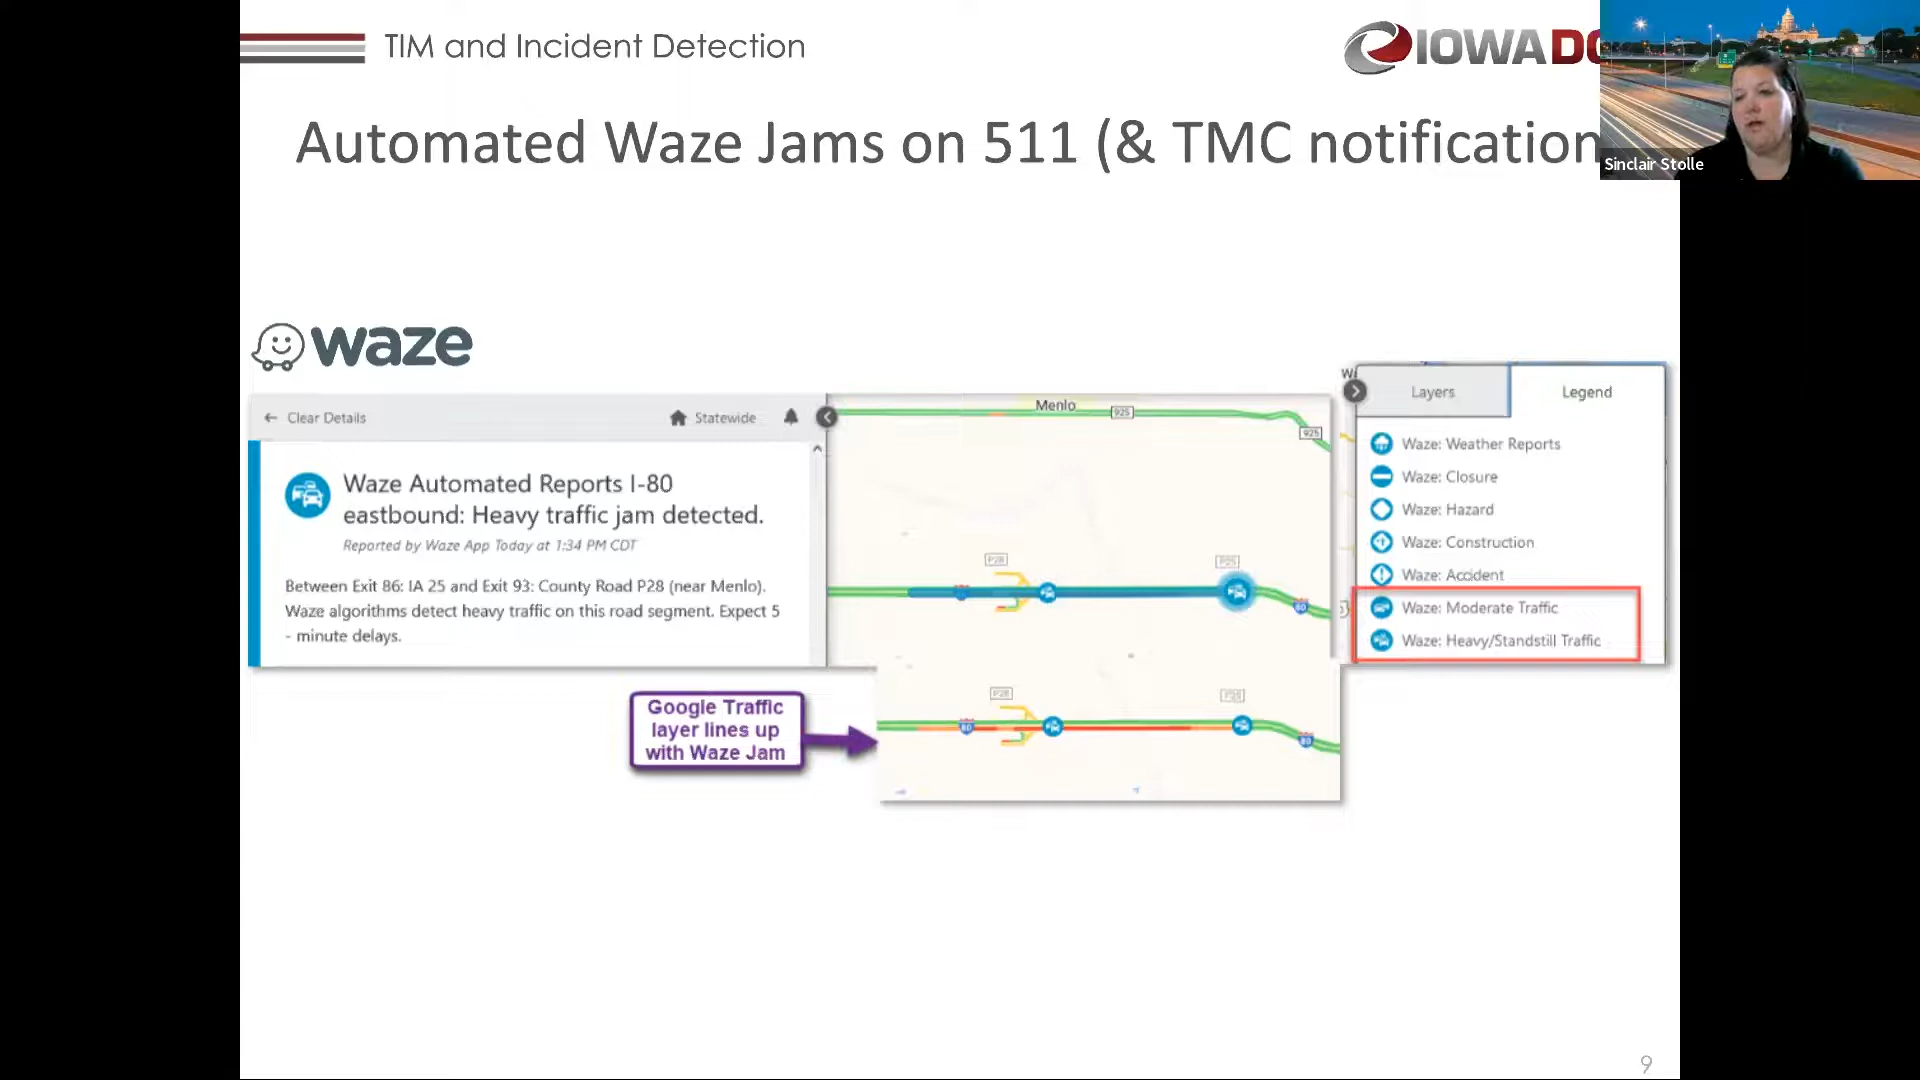 TIM and Incident Detection
IOWADO
Sinclair Stolle
Automated Waze Jams on 511 (& TMC notification
waze
Clear Details
Statewide
Waze Automated Reports I-80
eastbound: Heavy traffic jam detected.
Reported by Waze App Today at 1:34 PM CDT
Between Exit 86: IA 25 and Exit 93: County Road P28 (near Menlo).
Waze algorithms detect heavy traffic on this road segment. Expect 5
- minute delays.
Menlo
925
925
P28
80
80
Layers
Legend
Waze: Weather Reports
Waze: Closure
Waze: Hazard
Waze: Construction
Waze: Accident
Waze: Moderate Traffic
Waze: Heavy/Standstill Traffic
Google Traffic
layer lines up
with Waze Jam
P28
80
80
9